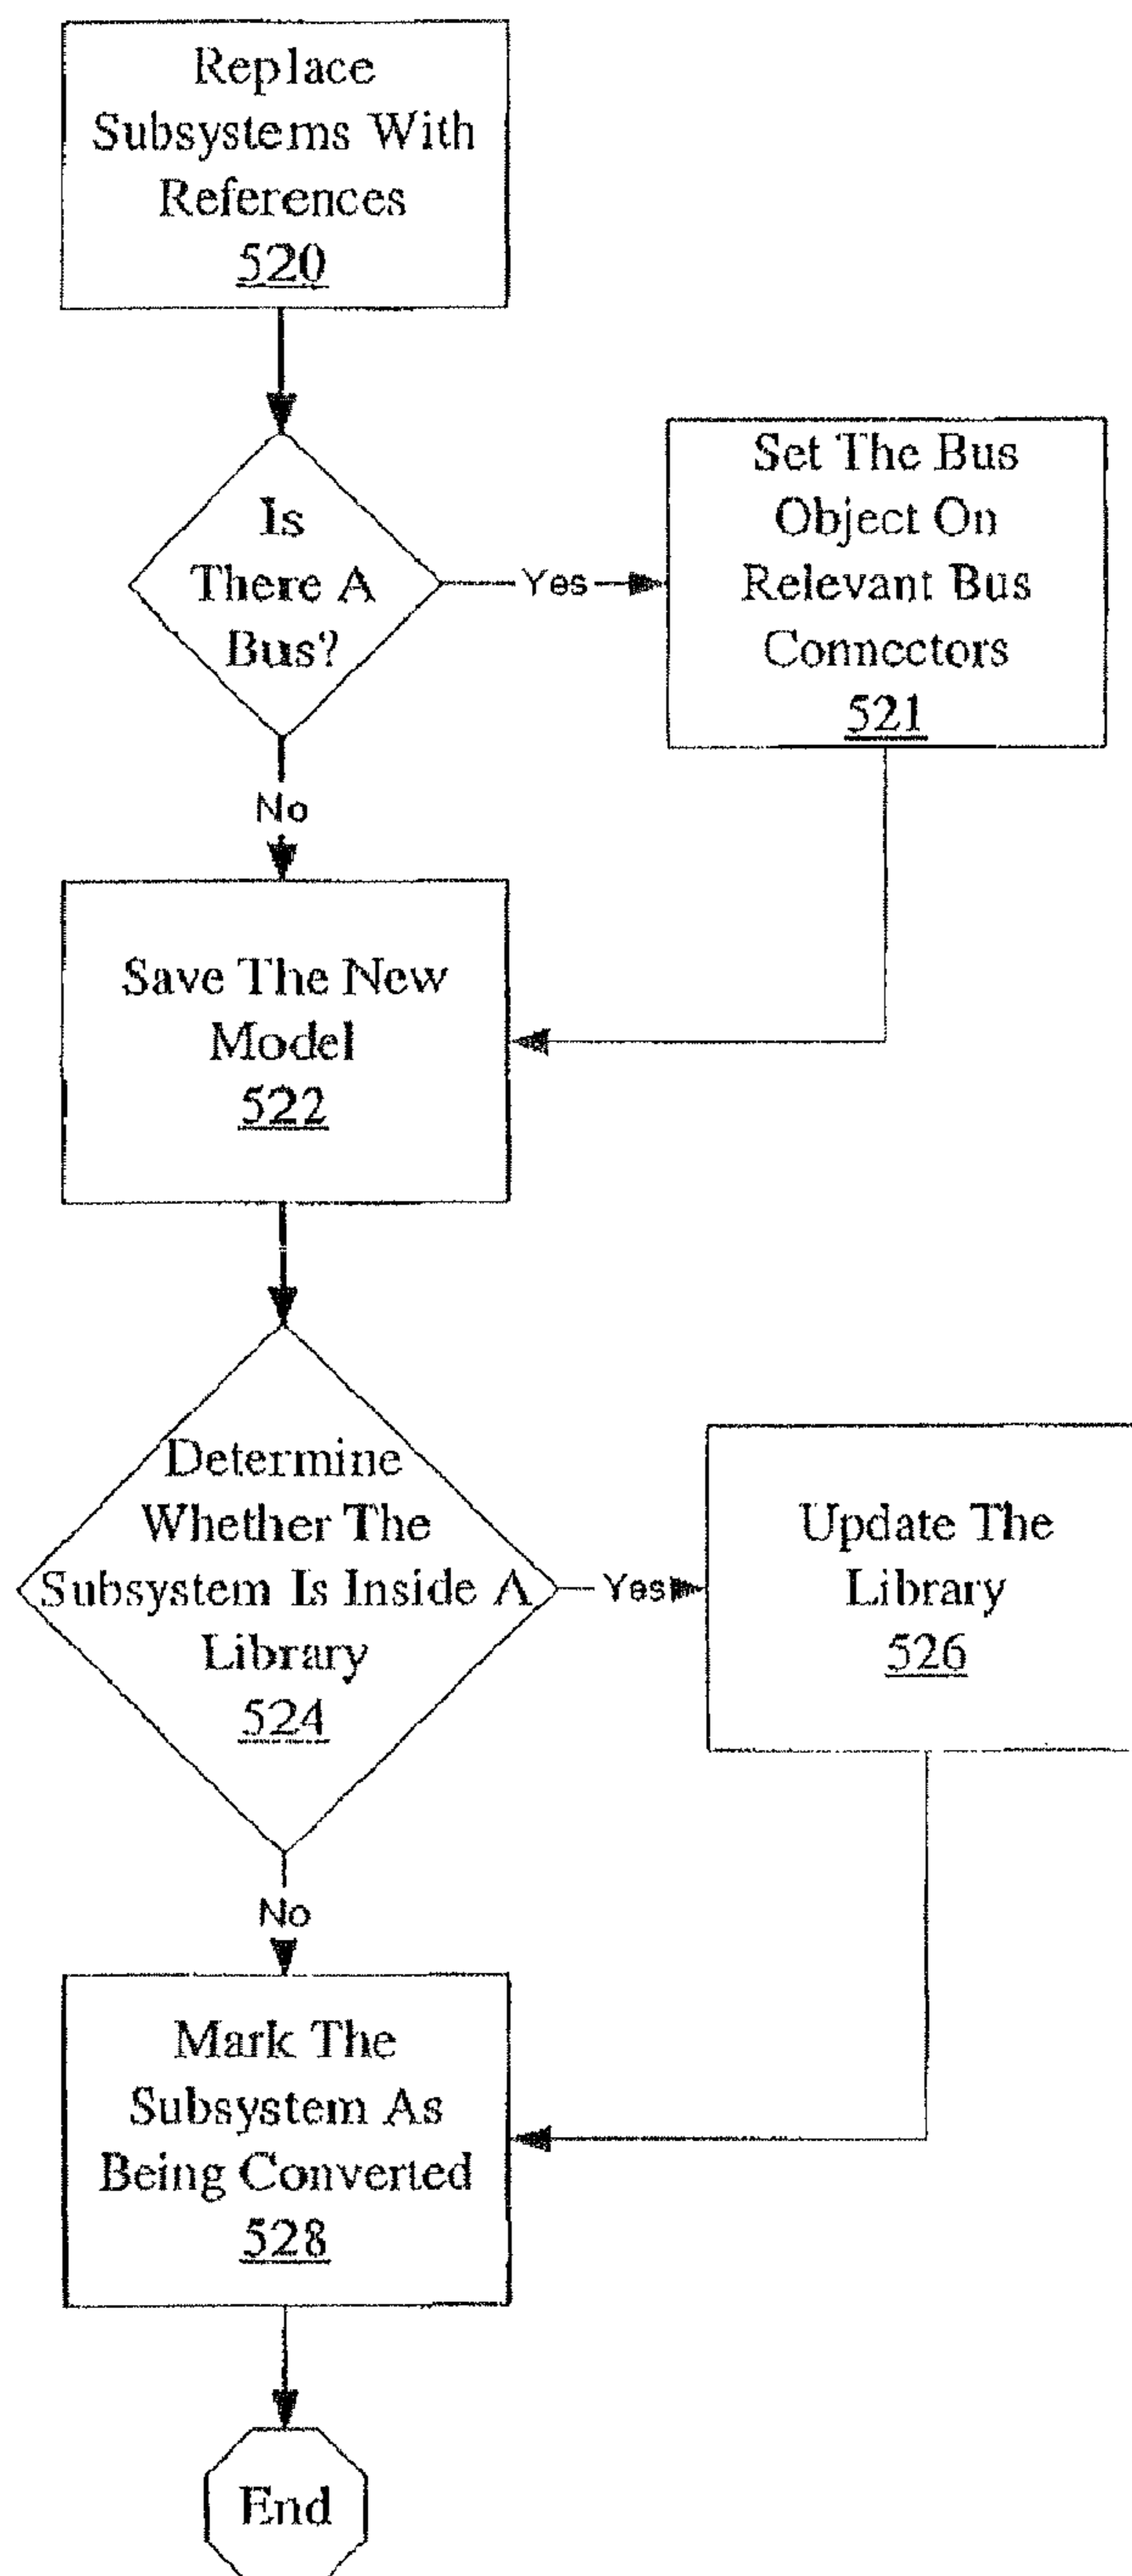 Replace
Subsystems With
References
520
Is
There A
Bus?
Yes
Set The Bus
Object On
Relevant Bus
Connectors
521
No
Save The New
Model
522
Determine
Whether The
Subsystem Is Inside A
Library
524
Yes
Update The
Library
526
No
Mark The
Subsystem As
Being Converted
528
End